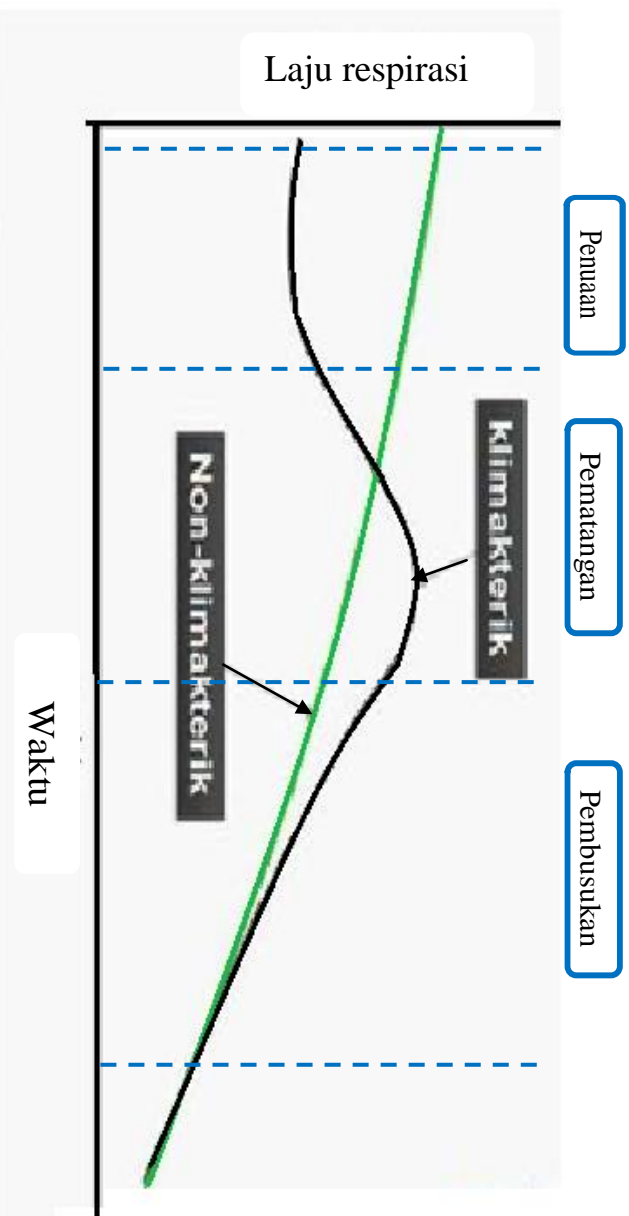 Laju respirasi
Penuaan
Pematangan
Pembusukan
klimakterik
Non-klimakterik
Waktu